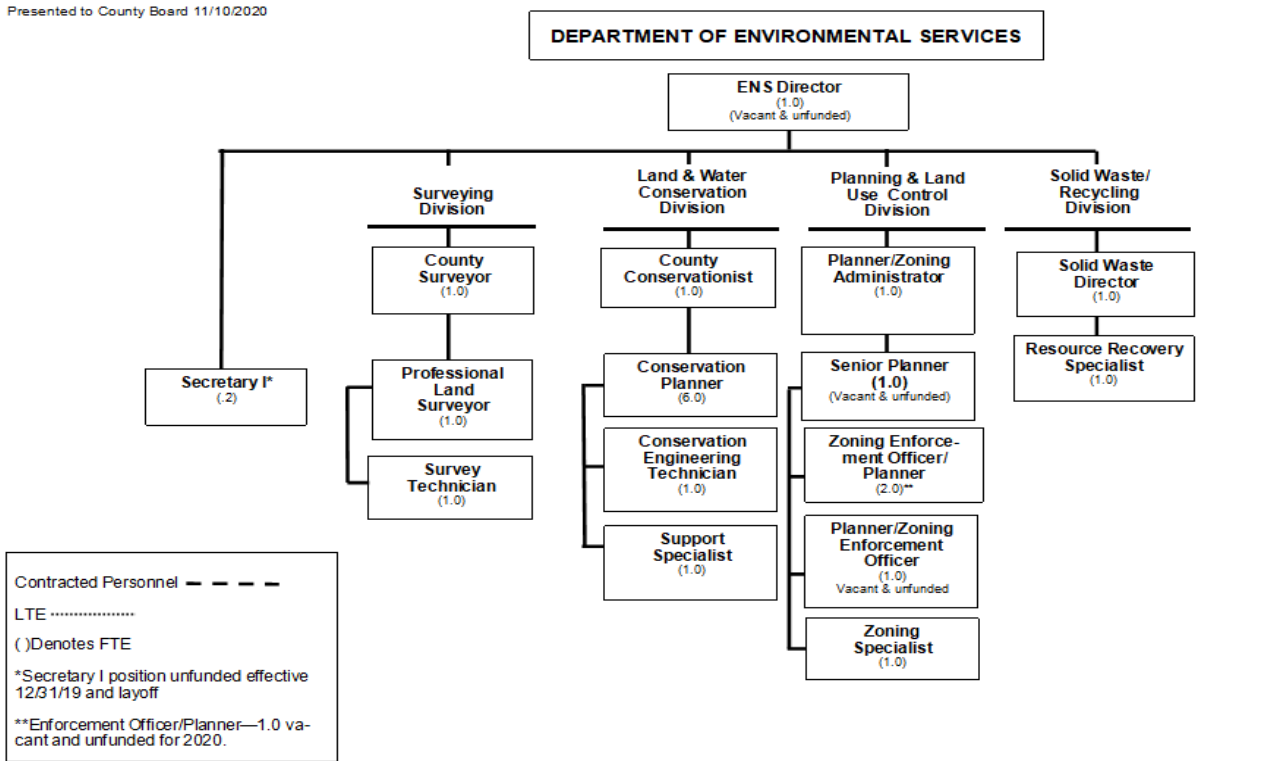 Presented to County Board 11/10/2020
DEPARTMENT OF ENVIRONMENTAL SERVICES
ENS Director
(1.0)
(Vacant & unfunded)
Secretary I*
(.2)
Surveying
Division
County
Surveyor
(1.0)
Professional
Land
Surveyor
(1.0)
Survey
Technician
(1.0)
Land & Water
Conservation
Division
County
Conservationist
(1.0)
Conservation
Planner
(6.0)
Conservation
Engineering
Technician
(1.0)
Support
Specialist
(1.0)
Planning & Land
Use Control
Division
Planner/Zoning
Administrator
(1.0)
Senior Planner
(1.0)
(Vacant & unfunded)
Zoning Enforce-
ment Officer/
Planner
(2.0)**
Planner/Zoning
Enforcement
Officer
(1.0)
Vacant & unfunded
Zoning
Specialist
(1.0)
Solid Waste/
Recycling
Division
Solid Waste
Director
(1.0)
Resource Recovery
Specialist
(1.0)
Contracted Personnel
LTE
( )Denotes FTE
*Secretary I position unfunded effective
12/31/19 and layoff
**Enforcement Officer/Planner—1.0 va-
cant and unfunded for 2020.